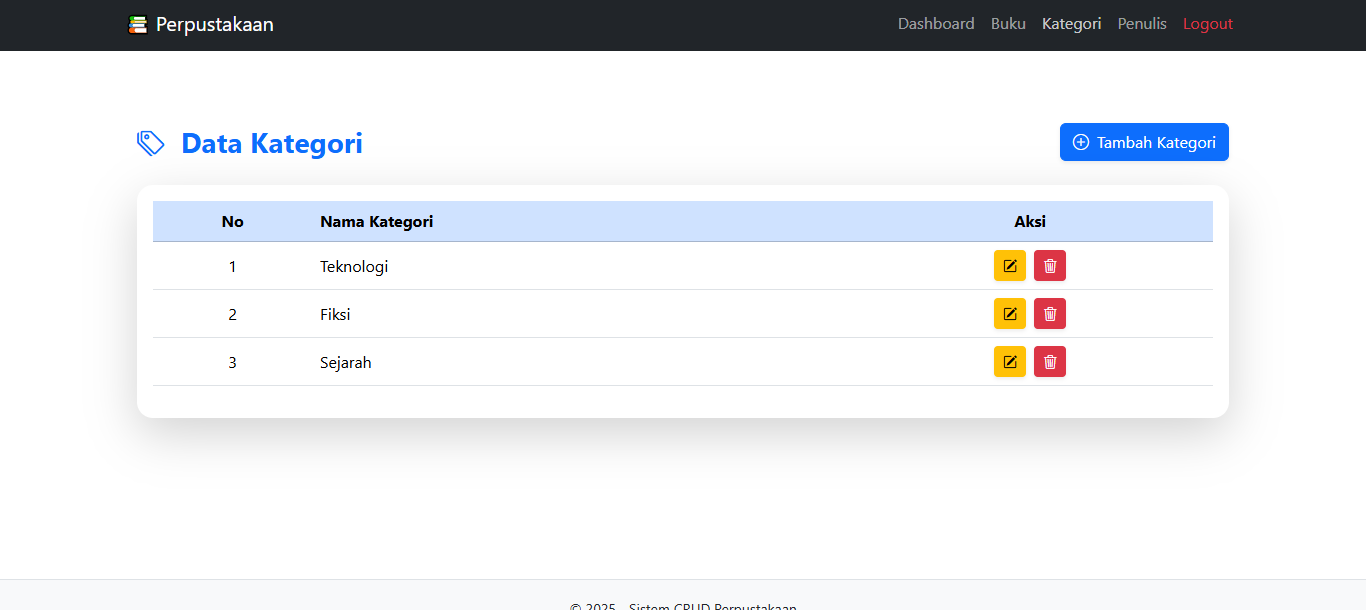 Perpustakaan
Dashboard Buku Kategori Penulis Logout
Data Kategori
Tambah Kategori
No Nama Kategori Aksi
1 Teknologi
2 Fiksi
3 Sejarah
© 2025 - Sistem CRUD Perpustakaan